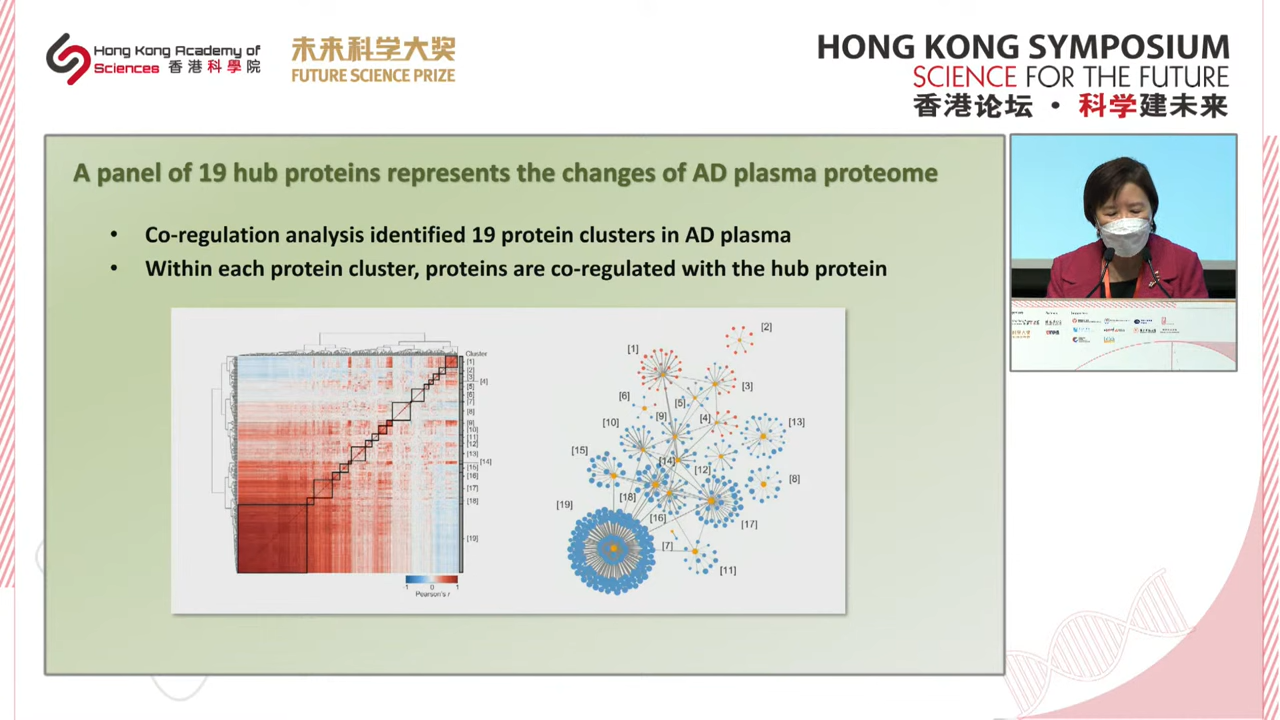 Hong Kong Academy of
Sciences 香港科學院
未来科学大奖
FUTURE SCIENCE PRIZE
HONG KONG SYMPOSIUM
SCIENCE FOR THE FUTURE
香港论坛 · 科学建未来
A panel of 19 hub proteins represents the changes of AD plasma proteome
• Co-regulation analysis identified 19 protein clusters in AD plasma
• Within each protein cluster, proteins are co-regulated with the hub protein
Cluster
[1]
[2]
[3]
[4]
[5]
[6]
[7]
[8]
[9]
[10]
[11]
[12]
[13]
[14]
[15]
[16]
[17]
[18]
[19]
-1 0 1
Pearson's r
[2]
[1]
[3]
[6]
[5]
[4]
[9]
[10]
[13]
[15]
[14]
[12]
[8]
[19]
[18]
[16]
[17]
[7]
[11]